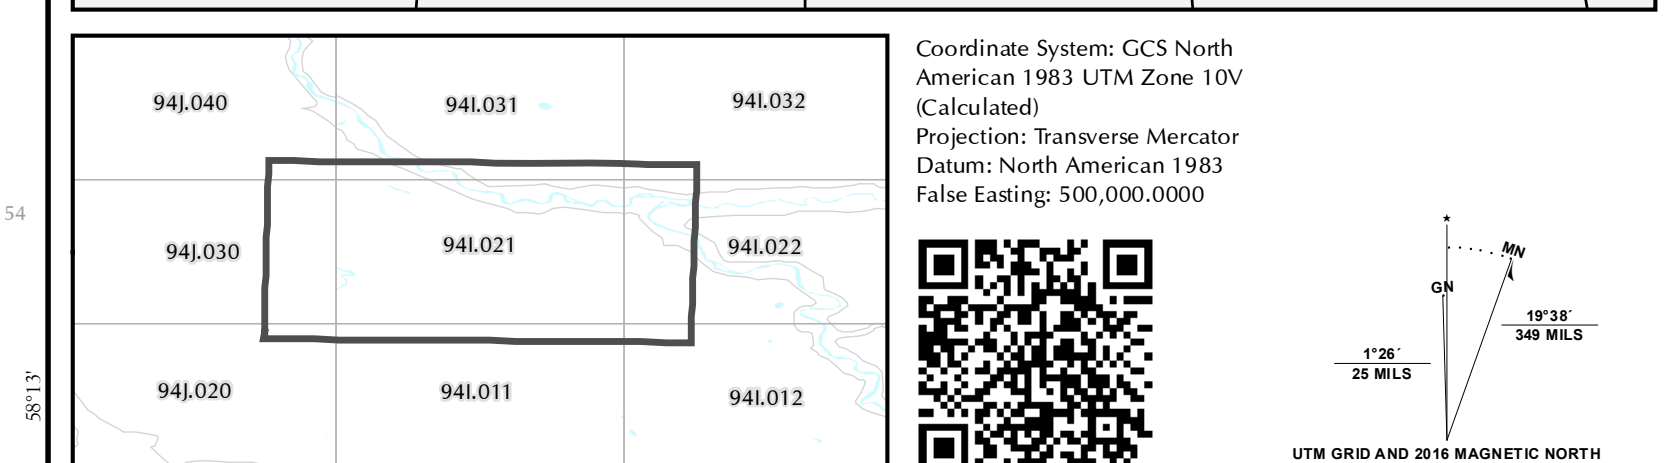 94J.040 94I.031 94I.032
94J.030 94I.021 94I.022
94J.020 94I.011 94I.012
54
58°13'
Coordinate System: GCS North
American 1983 UTM Zone 10V
(Calculated)
Projection: Transverse Mercator
Datum: North American 1983
False Easting: 500,000.0000
MN
GN
19°38´
349 MILS
1°26´
25 MILS
UTM GRID AND 2016 MAGNETIC NORTH